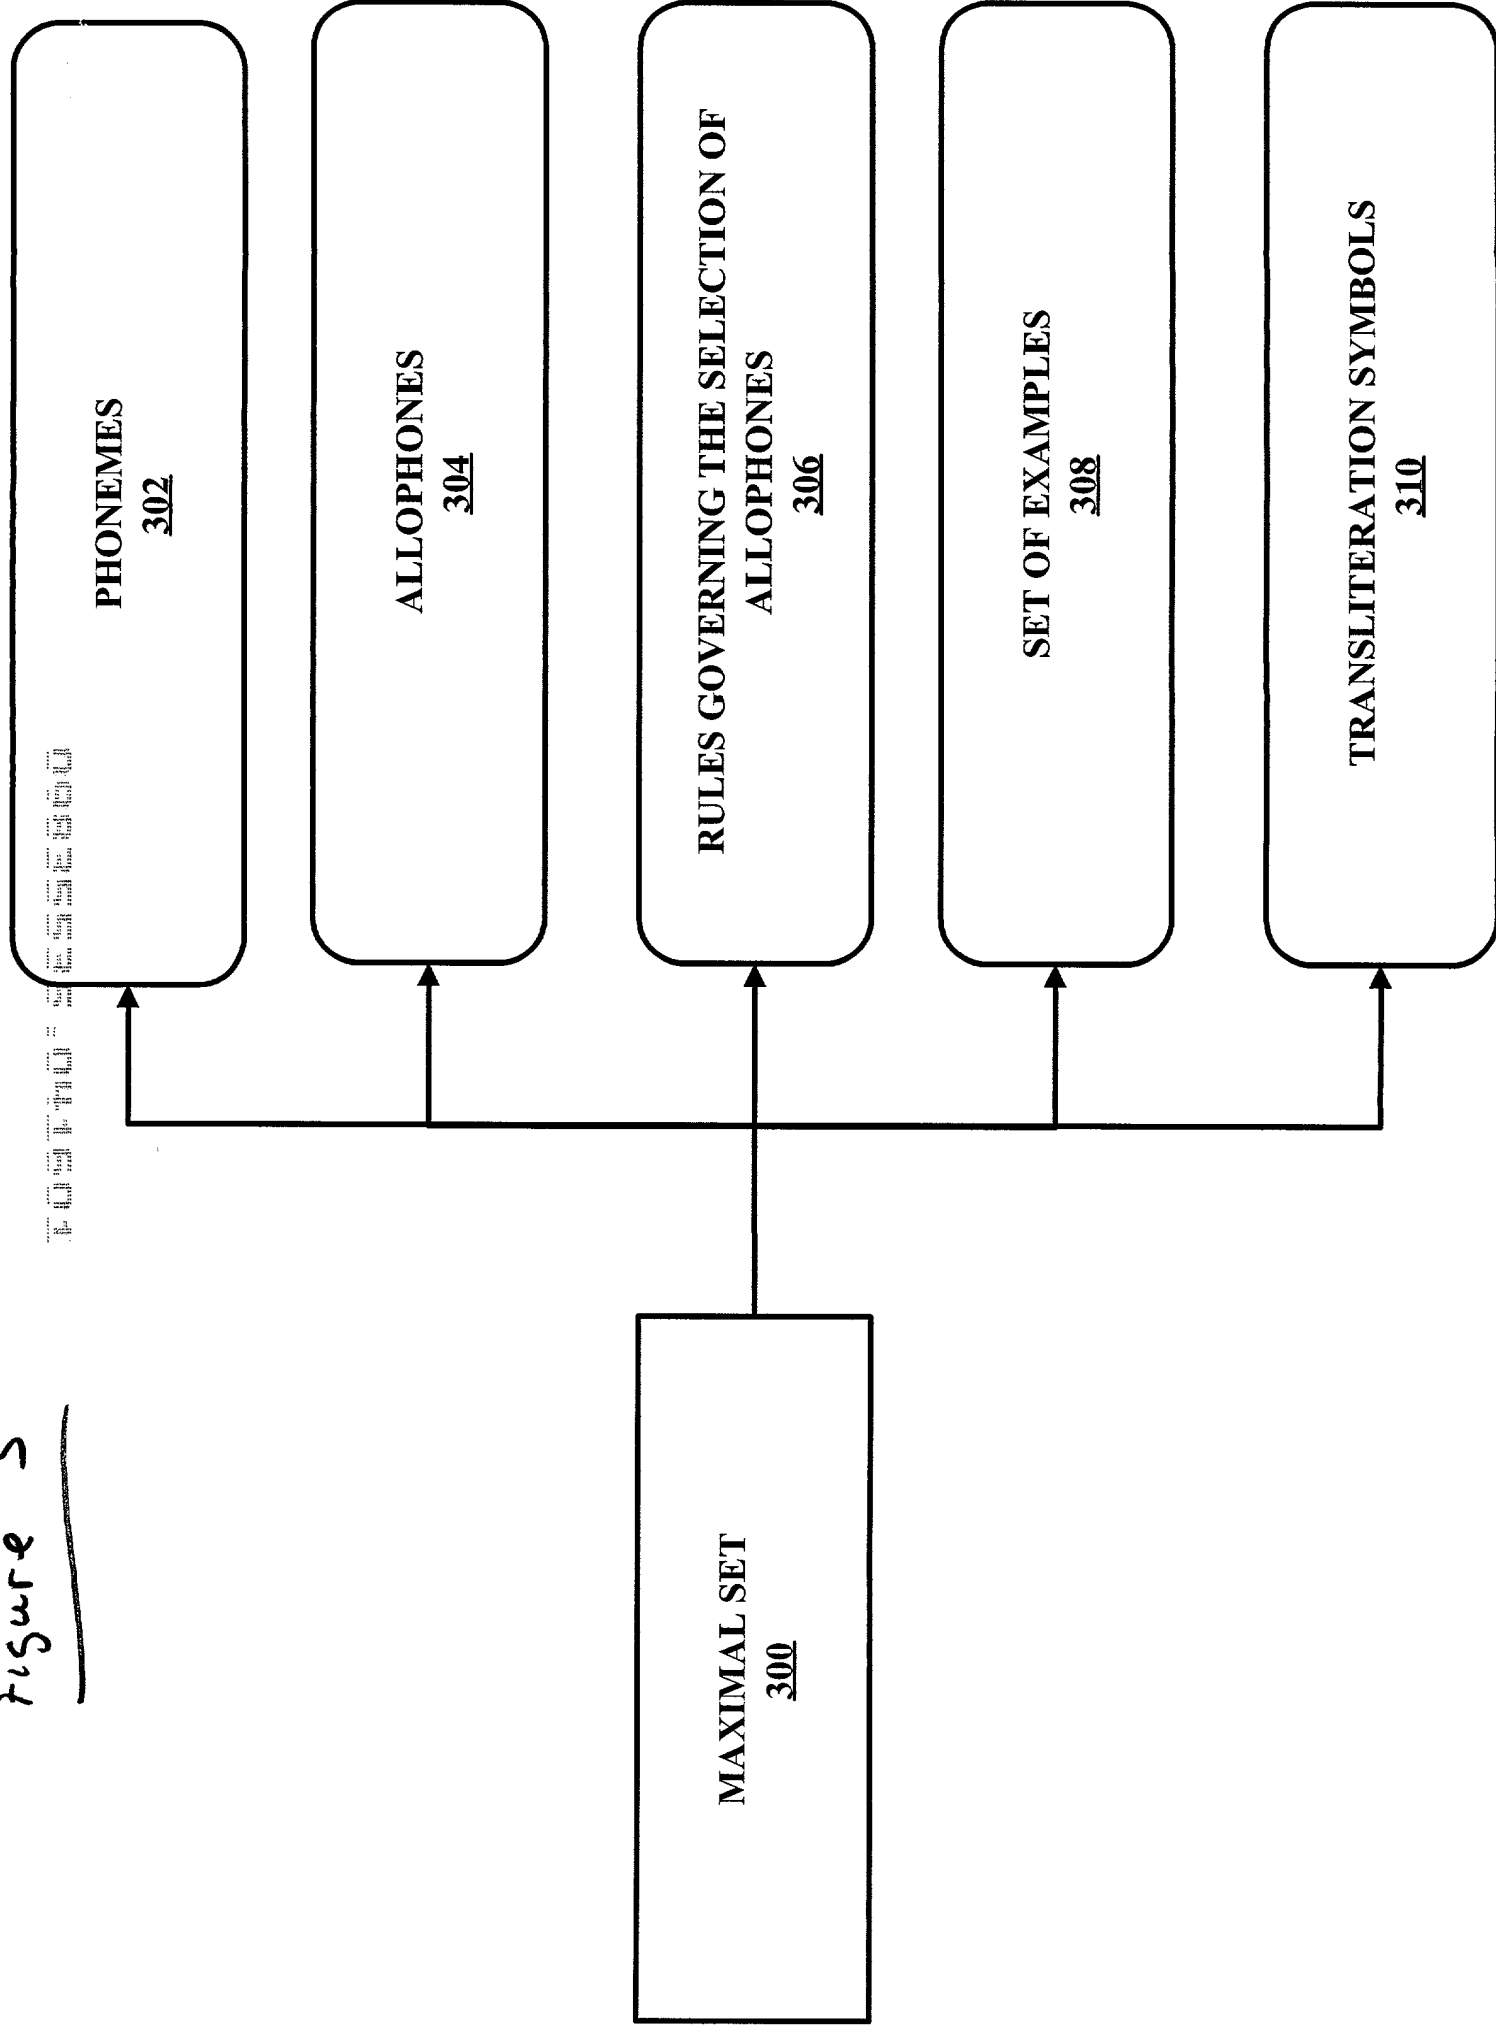 Figure
PHONEMES
302
ALLOPHONES
304
RULES GOVERNING THE SELECTION OF
ALLOPHONES
306
SET OF EXAMPLES
308
TRANSLITERATION SYMBOLS
310
MAXIMAL SET
300